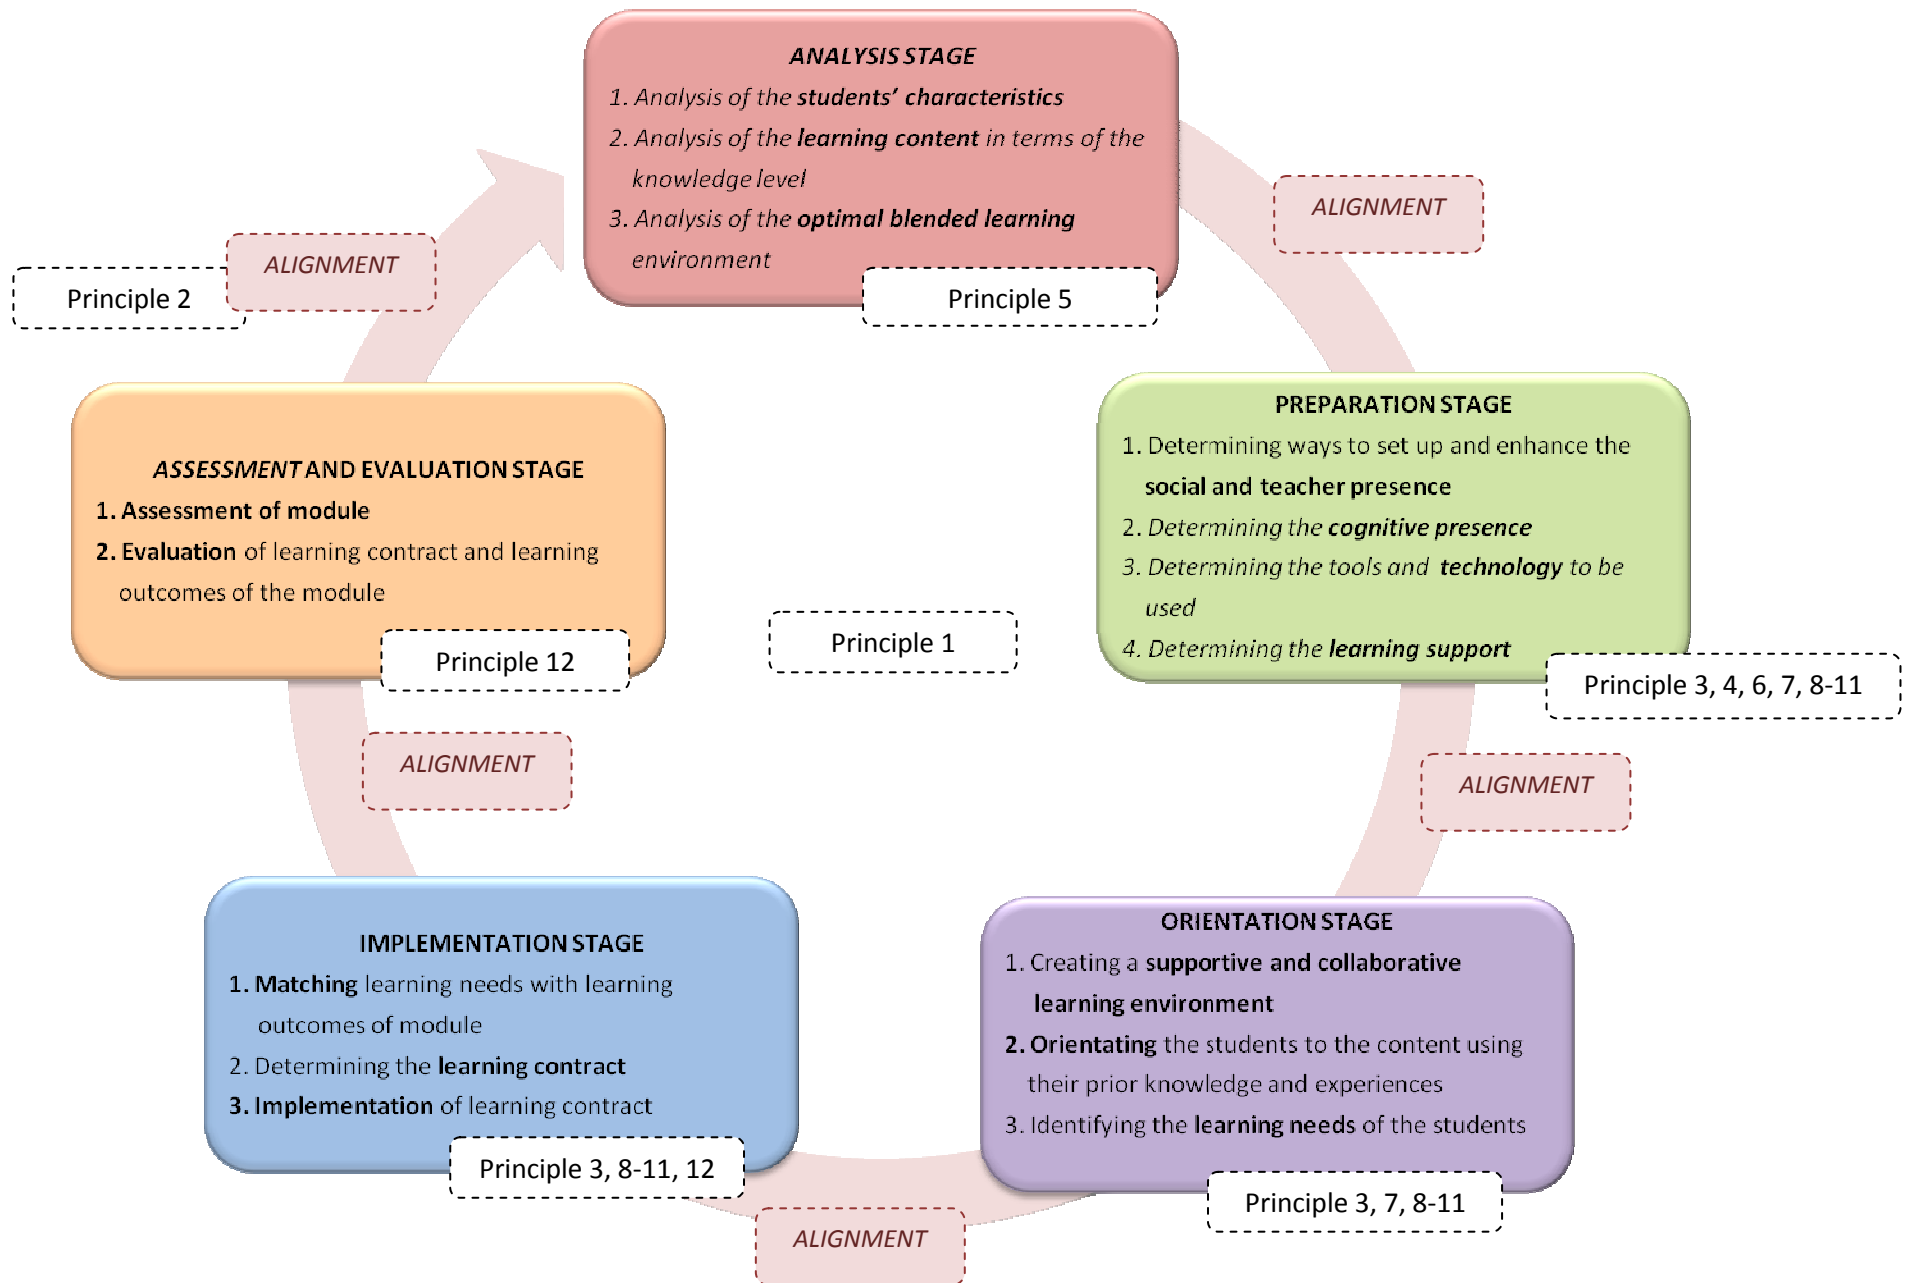 ANALYSIS STAGE
1. Analysis of the students’ characteristics
2. Analysis of the learning content in terms of the
knowledge level
3. Analysis of the optimal blended learning
environment
Principle 5
ALIGNMENT
ALIGNMENT
Principle 2
PREPARATION STAGE
1. Determining ways to set up and enhance the
social and teacher presence
2. Determining the cognitive presence
3. Determining the tools and technology to be
used
4. Determining the learning support
Principle 3, 4, 6, 7, 8-11
ASSESSMENT AND EVALUATION STAGE
1. Assessment of module
2. Evaluation of learning contract and learning
outcomes of the module
Principle 12
Principle 1
ALIGNMENT
ALIGNMENT
IMPLEMENTATION STAGE
1. Matching learning needs with learning
outcomes of module
2. Determining the learning contract
3. Implementation of learning contract
Principle 3, 8-11, 12
ORIENTATION STAGE
1. Creating a supportive and collaborative
learning environment
2. Orientating the students to the content using
their prior knowledge and experiences
3. Identifying the learning needs of the students
Principle 3, 7, 8-11
ALIGNMENT